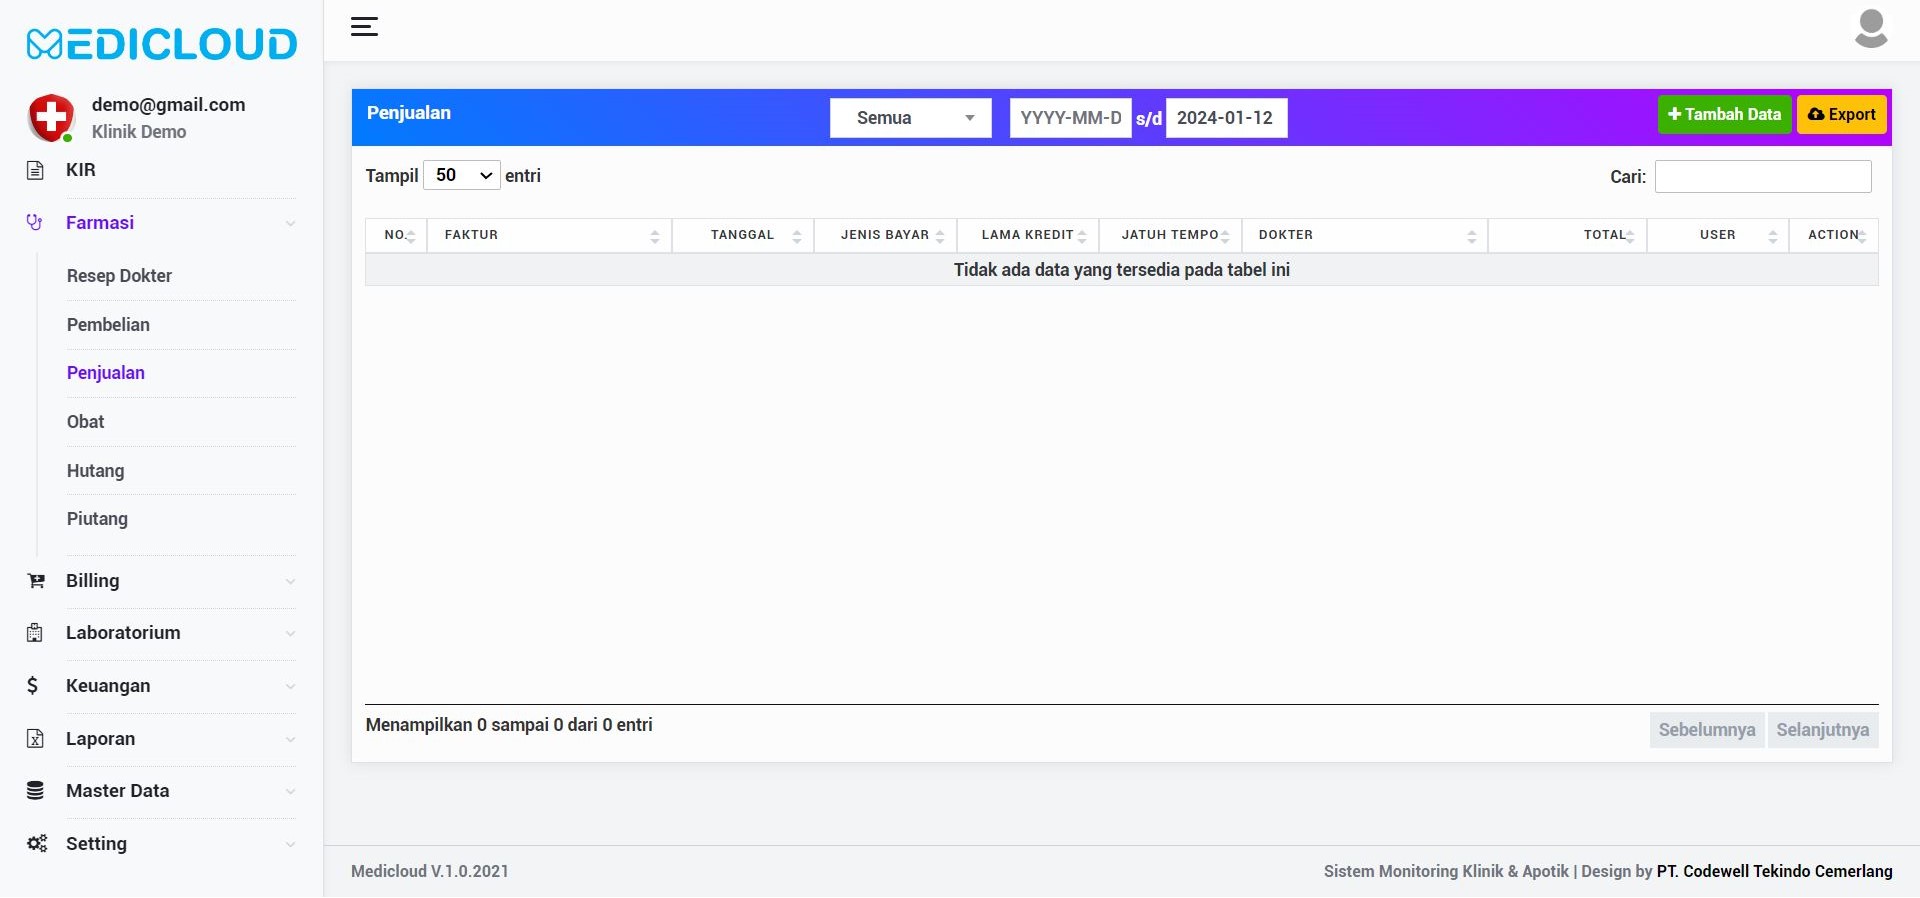 MEDICLOUD
demo@gmail.com
Klinik Demo
KIR
Farmasi
Resep Dokter
Pembelian
Penjualan
Obat
Hutang
Piutang
Billing
Laboratorium
Keuangan
Laporan
Master Data
Setting
Penjualan Semua YYYY-MM-D s/d 2024-01-12 Tambah Data Export
Tampil 50 entri Cari:
NO. FAKTUR TANGGAL JENIS BAYAR LAMA KREDIT JATUH TEMPO DOKTER TOTAL USER ACTION
Tidak ada data yang tersedia pada tabel ini
Menampilkan 0 sampai 0 dari 0 entri Sebelumnya Selanjutnya
Medicloud V.1.0.2021 Sistem Monitoring Klinik & Apotik | Design by PT. Codewell Tekindo Cemerlang